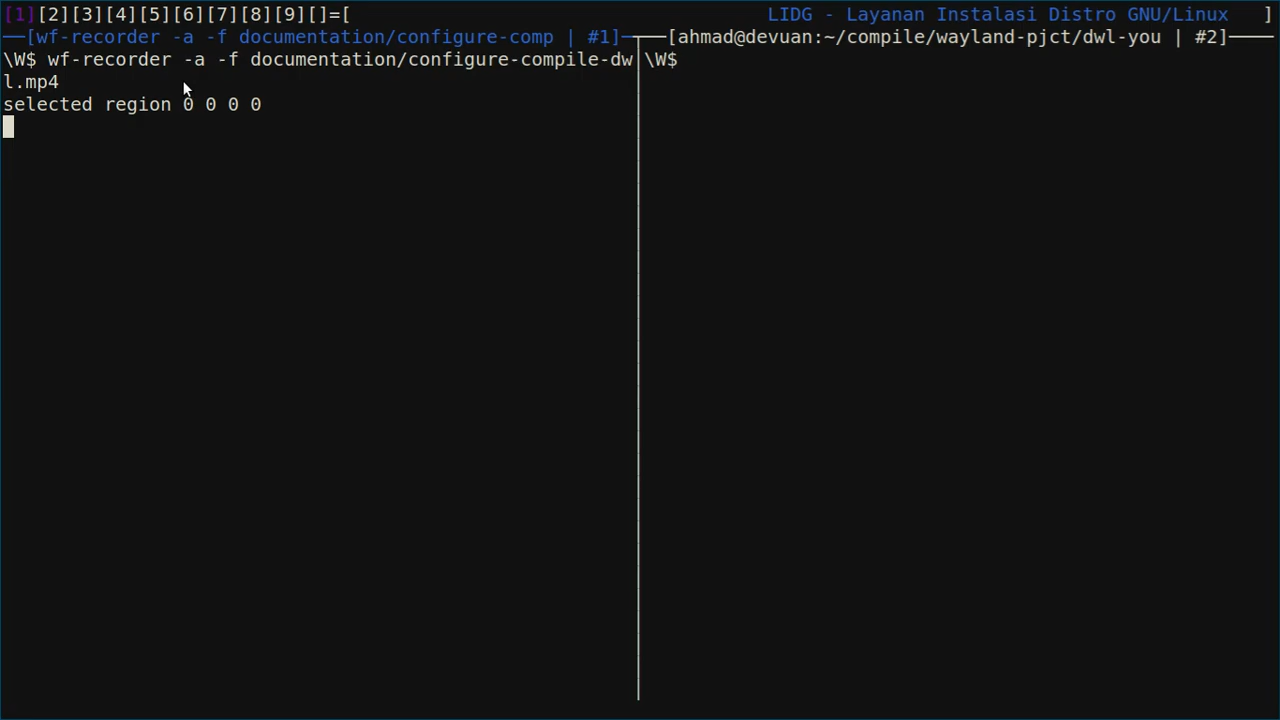 [1][2][3][4][5][6][7][8][9][]=[ LIDG - Layanan Instalasi Distro GNU/Linux ]
──[wf-recorder -a -f documentation/configure-comp | #1]─┬──[ahmad@devuan:~/compile/wayland-pjct/dwl-you | #2]────
\W$ wf-recorder -a -f documentation/configure-compile-dw
l.mp4
selected region 0 0 0 0
\W$